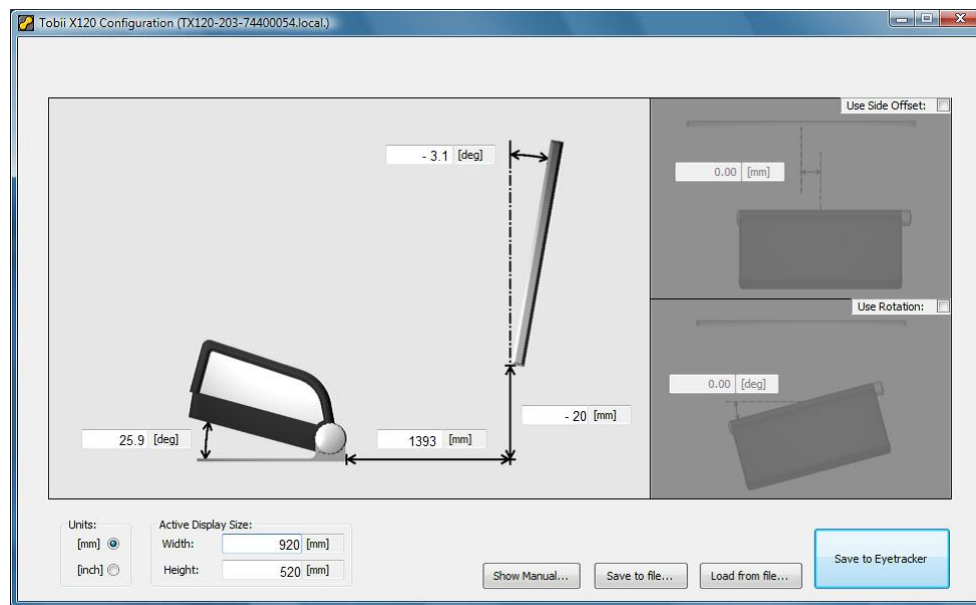 Tobii X120 Configuration (TX120-203-74400054.local.)
Use Side Offset:
- 3.1 [deg]
0.00 [mm]
Use Rotation:
0.00 [deg]
- 20 [mm]
25.9 [deg]
1393 [mm]
Units:
[mm]
[inch]
Active Display Size:
Width: 920 [mm]
Height: 520 [mm]
Show Manual...
Save to file...
Load from file...
Save to Eyetracker